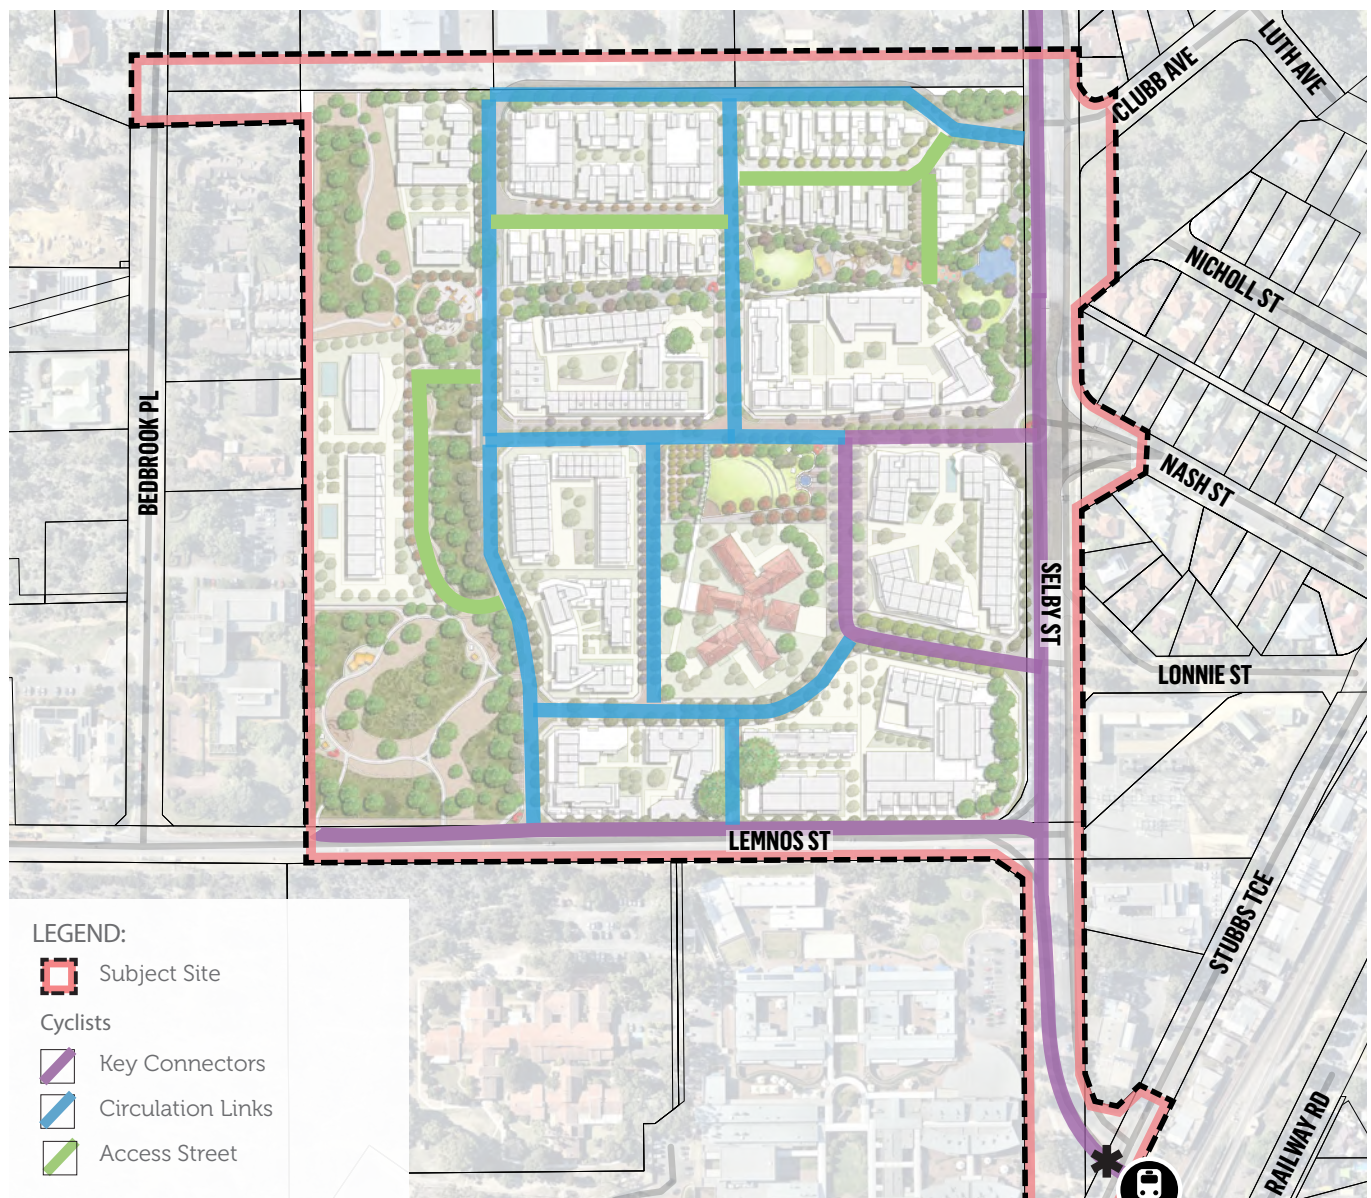 LUTH AVE
CLUBB AVE
NICHOLL ST
BEDBROOK PL
NASH ST
SELBY ST
LONNIE ST
LEMNOS ST
STUBBS TCE
RAILWAY RD
LEGEND:
Subject Site
Cyclists
Key Connectors
Circulation Links
Access Street